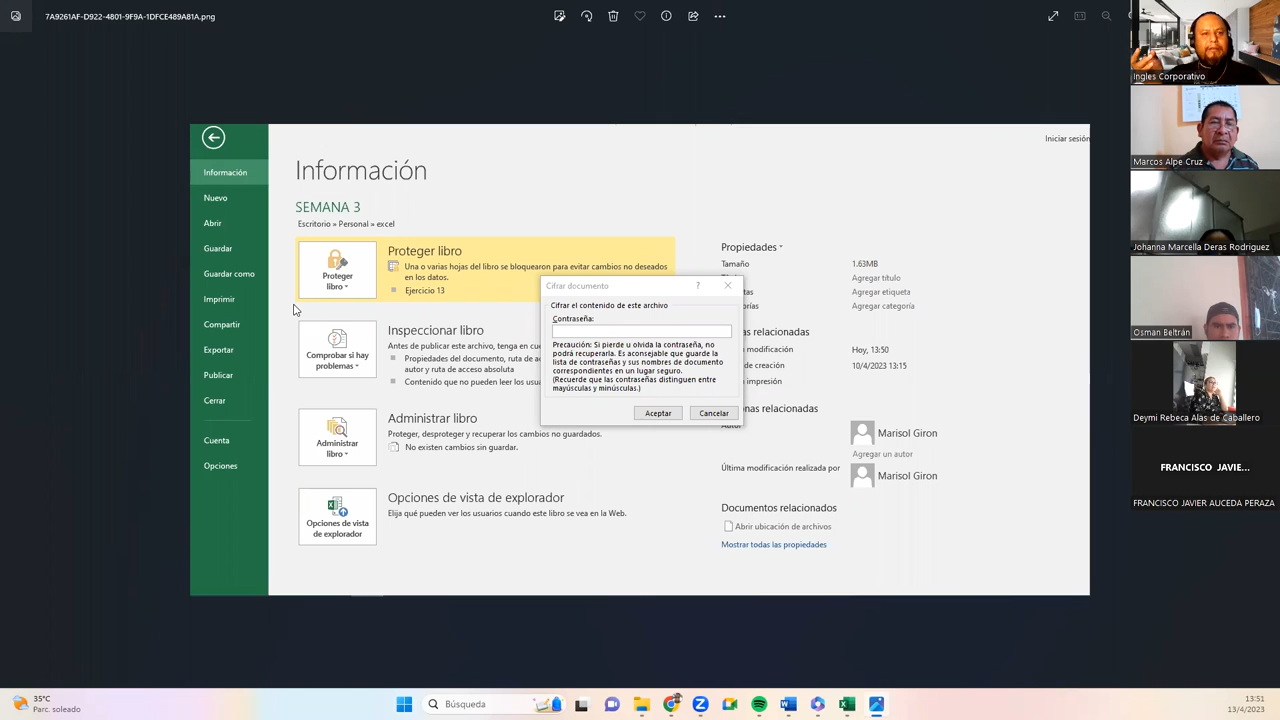 7A9261AF-D922-4801-9F9A-1DFCE489A81A.png
Iniciar sesión
Información
Nuevo
Abrir
Guardar
Guardar como
Imprimir
Compartir
Exportar
Publicar
Cerrar
Cuenta
Opciones
Información
SEMANA 3
Escritorio » Personal » excel
Proteger
libro
Proteger libro
Una o varias hojas del libro se bloquearon para evitar cambios no deseados
en los datos.
Ejercicio 13
Comprobar si hay
problemas
Inspeccionar libro
Antes de publicar este archivo, tenga en
Propiedades del documento, ruta de
autor y ruta de acceso absoluta
Contenido que no pueden leer los
Administrar
libro
Administrar libro
Proteger, desproteger y recuperar los cambios no guardados.
No existen cambios sin guardar.
Opciones de vista
de explorador
Opciones de vista de explorador
Elija qué pueden ver los usuarios cuando este libro se vea en la Web.
Cifrar documento
?
Cifrar el contenido de este archivo
Contraseña:
Precaución: Si pierde u olvida la contraseña, no
podrá recuperarla. Es aconsejable que guarde la
lista de contraseñas y sus nombres de documento
correspondientes en un lugar seguro.
(Recuerde que las contraseñas distinguen entre
mayúsculas y minúsculas.)
Aceptar
Cancelar
Propiedades
Tamaño 1.63MB
Agregar título
Agregar etiqueta
Agregar categoría
relacionadas
Hoy, 13:50
de creación 10/4/2023 13:15
impresión
relacionadas
Marisol Giron
Agregar un autor
Última modificación realizada por Marisol Giron
Documentos relacionados
Abrir ubicación de archivos
Mostrar todas las propiedades
Ingles Corporativo
Marcos Alpe Cruz
Johanna Marcella Deras Rodriguez
Osman Beltrán
Deymi Rebeca Alas de Caballero
FRANCISCO JAVIE...
FRANCISCO JAVIER AUCEDA PERAZA
35°C
Parc. soleado
Búsqueda
13:51
13/4/2023